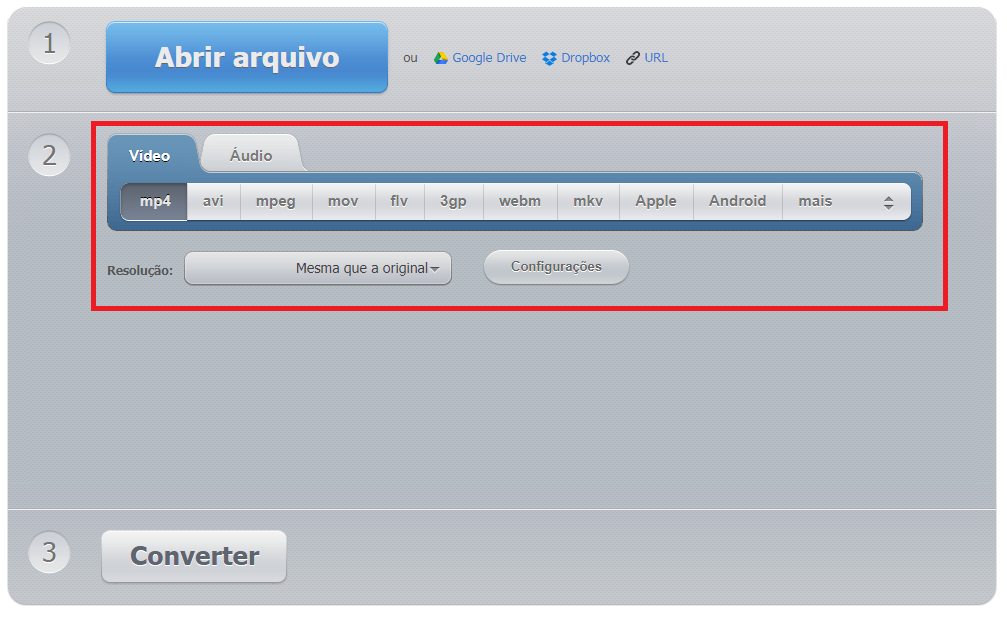 1
Abrir arquivo ou Google Drive Dropbox URL
2
Vídeo Áudio
mp4 avi mpeg mov flv 3gp webm mkv Apple Android mais
Resolução: Mesma que a original Configurações
3
Converter